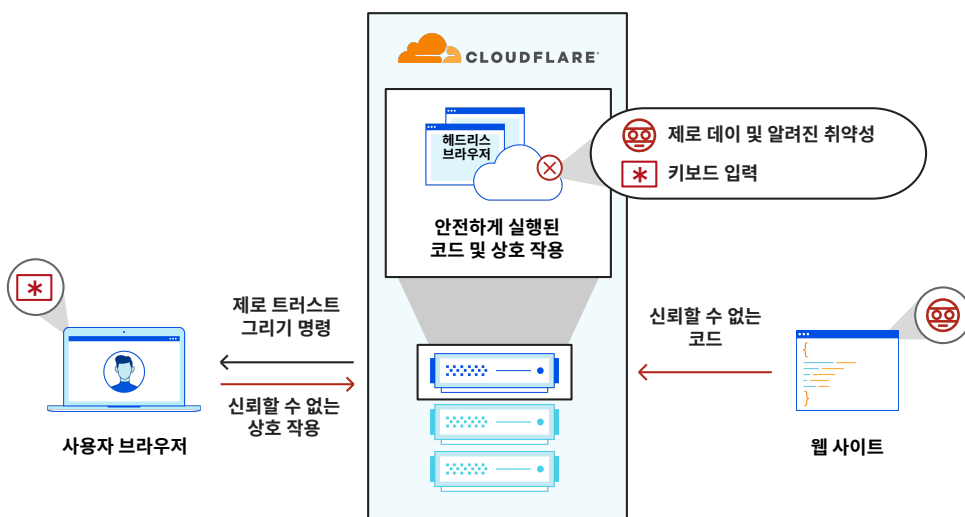 CLOUDFLARE
헤드리스
브라우저
제로 데이 및 알려진 취약성
키보드 입력
안전하게 실행된
코드 및 상호 작용
제로 트러스트
그리기 명령
신뢰할 수 없는
코드
신뢰할 수 없는
상호 작용
사용자 브라우저
웹 사이트